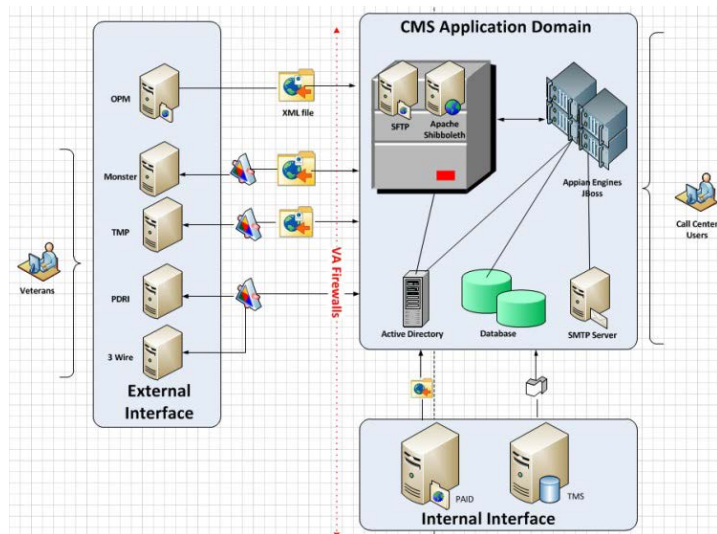 CMS Application Domain
OPM
XML file
SFTP
Apache
Shibboleth
Monster
Appian Engines
JBoss
Call Center
Users
TMP
VA Firewalls
Veterans
PDRI
Active Directory
Database
SMTP Server
3 Wire
External
Interface
PAID
TMS
Internal Interface